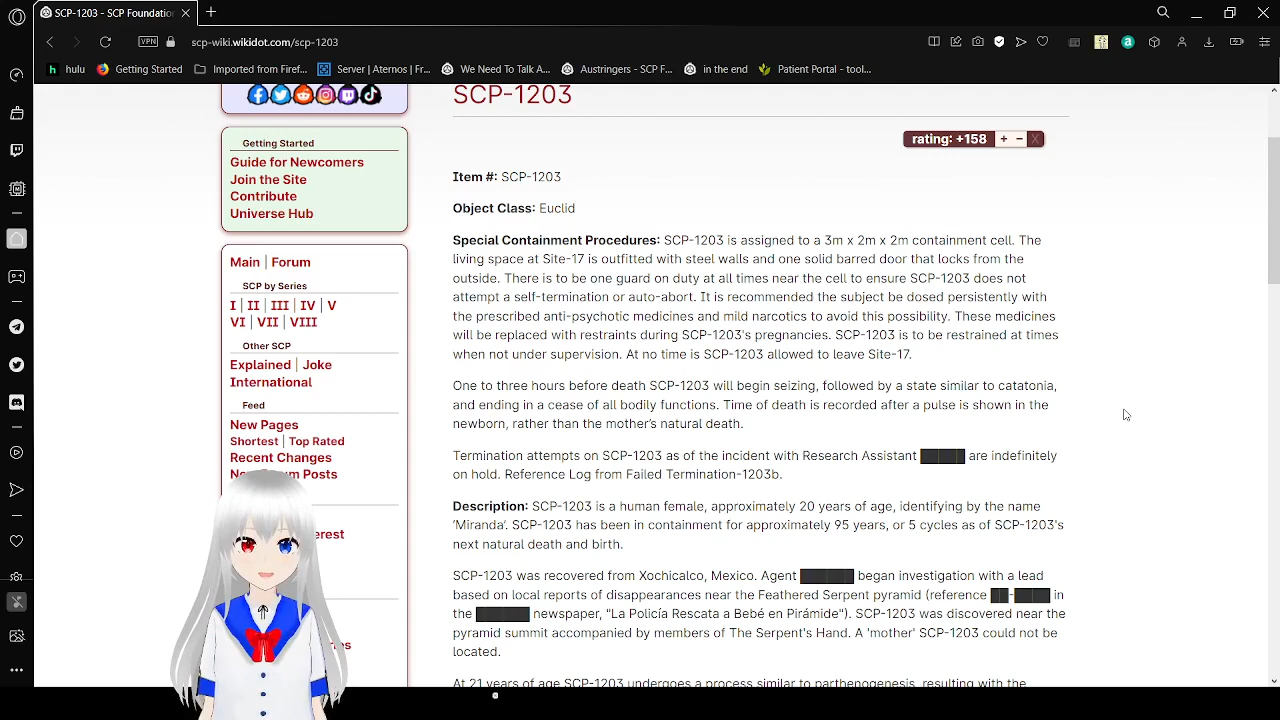 SCP-1203 - SCP Foundation
scp-wiki.wikidot.com/scp-1203
VPN
hulu
Getting Started
Imported from Firef...
Server | Aternos | Fr...
We Need To Talk A...
Austringers - SCP F...
in the end
Patient Portal - tool...
SCP-1203
rating: +158 + − X
Getting Started
Guide for Newcomers
Join the Site
Contribute
Universe Hub
Main | Forum
SCP by Series
I | II | III | IV | V
VI | VII | VIII
Other SCP
Explained | Joke
International
Feed
New Pages
Shortest | Top Rated
Recent Changes
Posts
Item #: SCP-1203
Object Class: Euclid
Special Containment Procedures: SCP-1203 is assigned to a 3m x 2m x 2m containment cell. The
living space at Site-17 is outfitted with steel walls and one solid barred door that locks from the
outside. There is to be one guard on duty at all times near the cell to ensure SCP-1203 does not
attempt a self-termination or auto-abort. It is recommended the subject be dosed persistently with
the prescribed anti-psychotic medicines and mild narcotics to avoid this possibility. These medicines
will be replaced with restraints during SCP-1203's pregnancies. SCP-1203 is to be restrained at times
when not under supervision. At no time is SCP-1203 allowed to leave Site-17.
One to three hours before death SCP-1203 will begin seizing, followed by a state similar to catatonia,
and ending in a cease of all bodily functions. Time of death is recorded after a pulse is shown in the
newborn, rather than the mother's natural death.
Termination attempts on SCP-1203 as of the incident with Research Assistant █████ are indefinitely
on hold. Reference Log from Failed Termination-1203b.
Description: SCP-1203 is a human female, approximately 20 years of age, identifying by the name
'Miranda'. SCP-1203 has been in containment for approximately 95 years, or 5 cycles as of SCP-1203's
next natural death and birth.
SCP-1203 was recovered from Xochicalco, Mexico. Agent ██████ began investigation with a lead
based on local reports of disappearances near the Feathered Serpent pyramid (reference ██-████ in
the ██████ newspaper, "La Policía Rescata a Bebé en Pirámide"). SCP-1203 was discovered near the
pyramid summit accompanied by members of The Serpent's Hand. A 'mother' SCP-1203 could not be
located.
At 21 years of age SCP-1203 undergoes a process similar to parthenogenesis, resulting with the